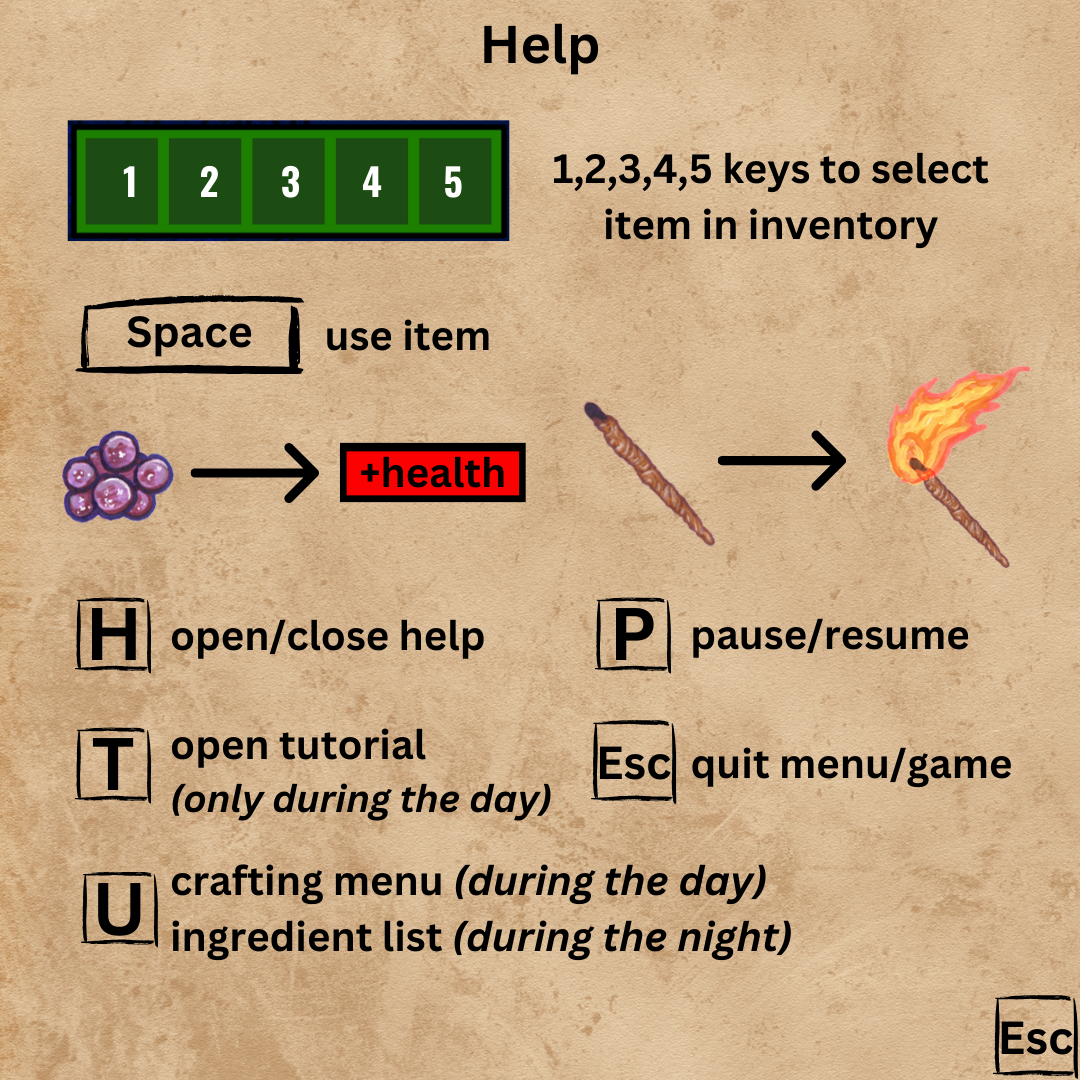 Help
1 2 3 4 5
1,2,3,4,5 keys to select
item in inventory
Space use item
+health
H open/close help
P pause/resume
T open tutorial
(only during the day)
Esc quit menu/game
U crafting menu (during the day)
ingredient list (during the night)
Esc